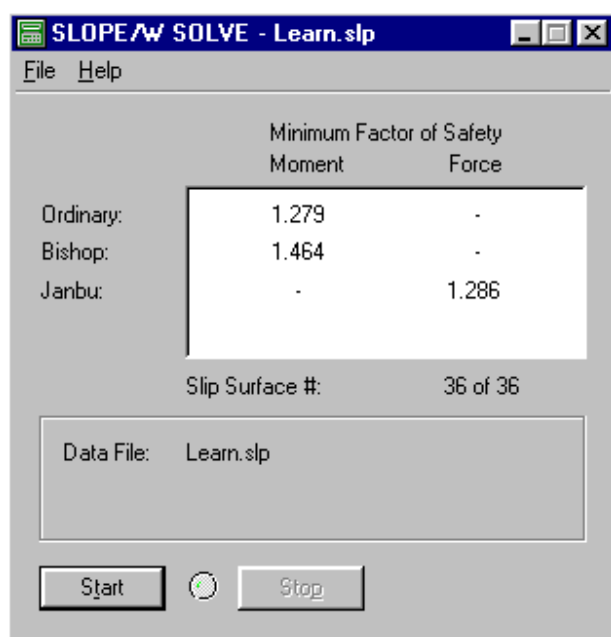 SLOPE/W SOLVE - Learn.slp
File Help
Minimum Factor of Safety
Moment Force
Ordinary: 1.279 -
Bishop: 1.464 -
Janbu: - 1.286
Slip Surface #: 36 of 36
Data File: Learn.slp
Start Stop